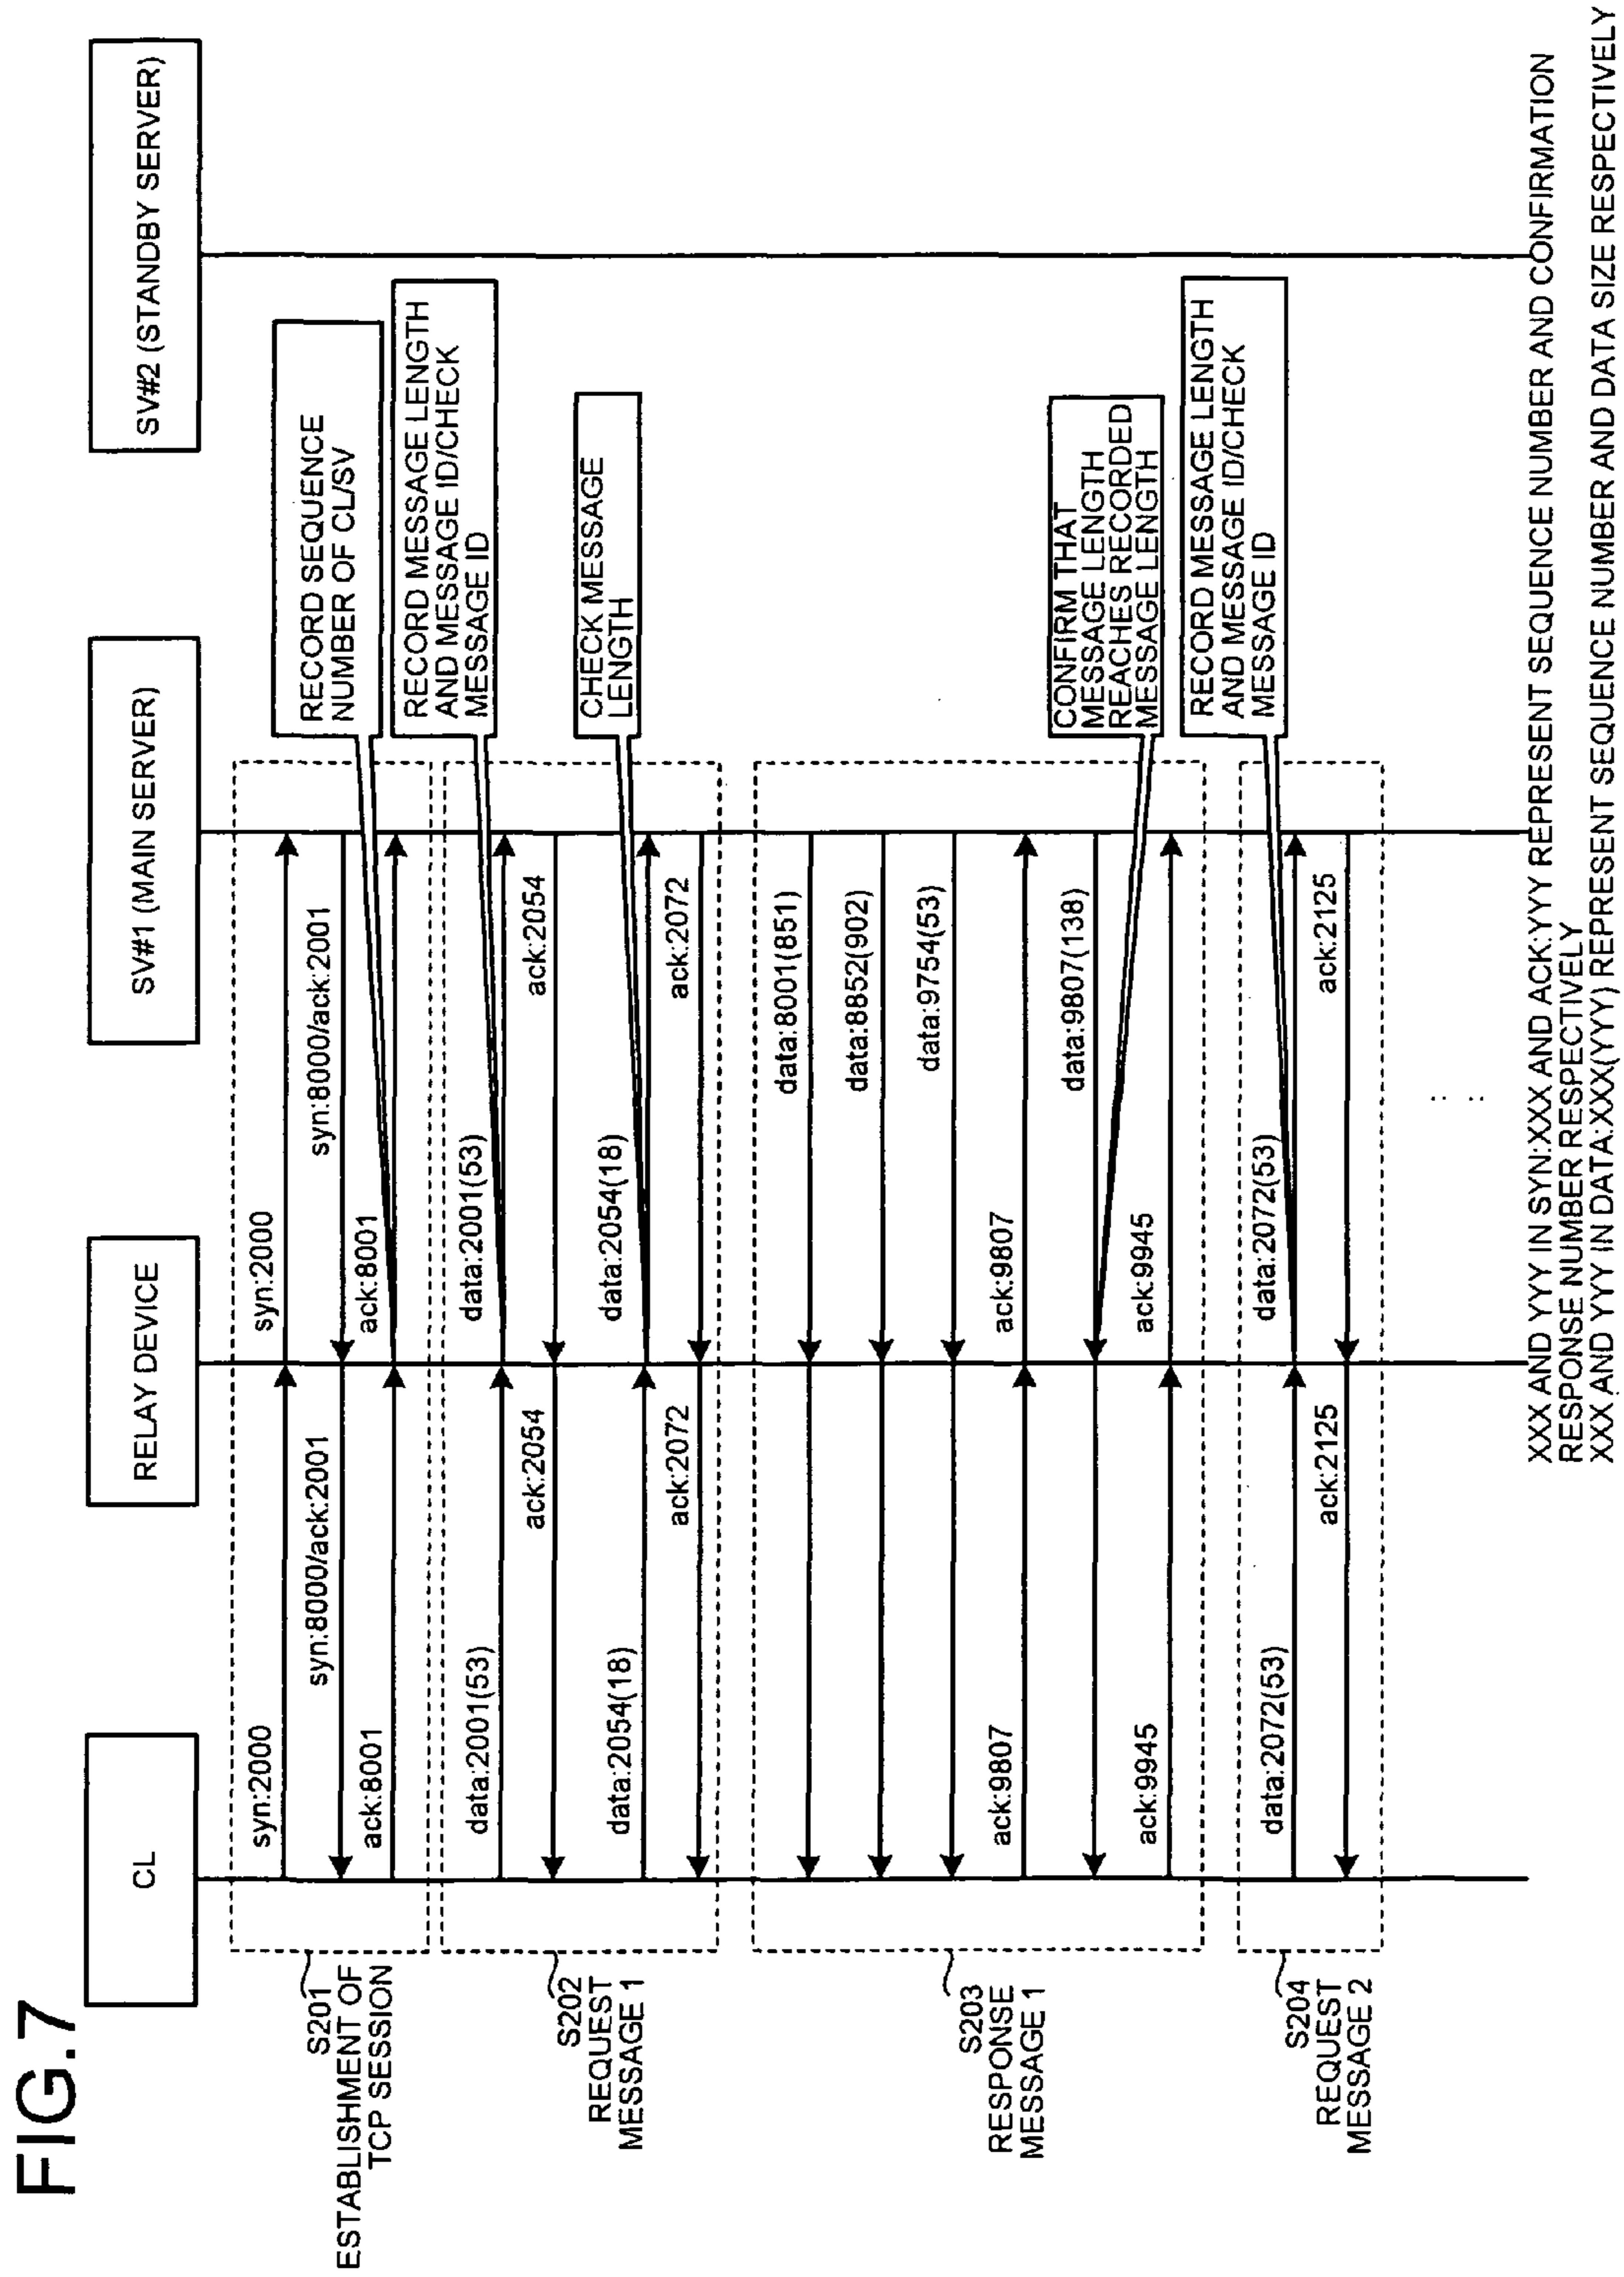 FIG.7
CL
RELAY DEVICE
SV#1 (MAIN SERVER)
SV#2 (STANDBY SERVER)
S201
ESTABLISHMENT OF
TCP SESSION
syn:2000
syn:2000
syn:8000/ack:2001
syn:8000/ack:2001
ack:8001
ack:8001
RECORD SEQUENCE
NUMBER OF CL/SV
S202
REQUEST
MESSAGE 1
data:2001(53)
data:2001(53)
RECORD MESSAGE LENGTH
AND MESSAGE ID/CHECK
MESSAGE ID
ack:2054
ack:2054
data:2054(18)
data:2054(18)
CHECK MESSAGE
LENGTH
ack:2072
ack:2072
S203
RESPONSE
MESSAGE 1
data:8001(851)
data:8852(902)
data:9754(53)
ack:9807
ack:9807
data:9807(138)
CONFIRM THAT
MESSAGE LENGTH
REACHES RECORDED
MESSAGE LENGTH
ack:9945
ack:9945
S204
REQUEST
MESSAGE 2
data:2072(53)
data:2072(53)
RECORD MESSAGE LENGTH
AND MESSAGE ID/CHECK
MESSAGE ID
ack:2125
ack:2125
XXX AND YYY IN SYN:XXX AND ACK:YYY REPRESENT SEQUENCE NUMBER AND CONFIRMATION
RESPONSE NUMBER RESPECTIVELY
XXX AND YYY IN DATA:XXX(YYY) REPRESENT SEQUENCE NUMBER AND DATA SIZE RESPECTIVELY